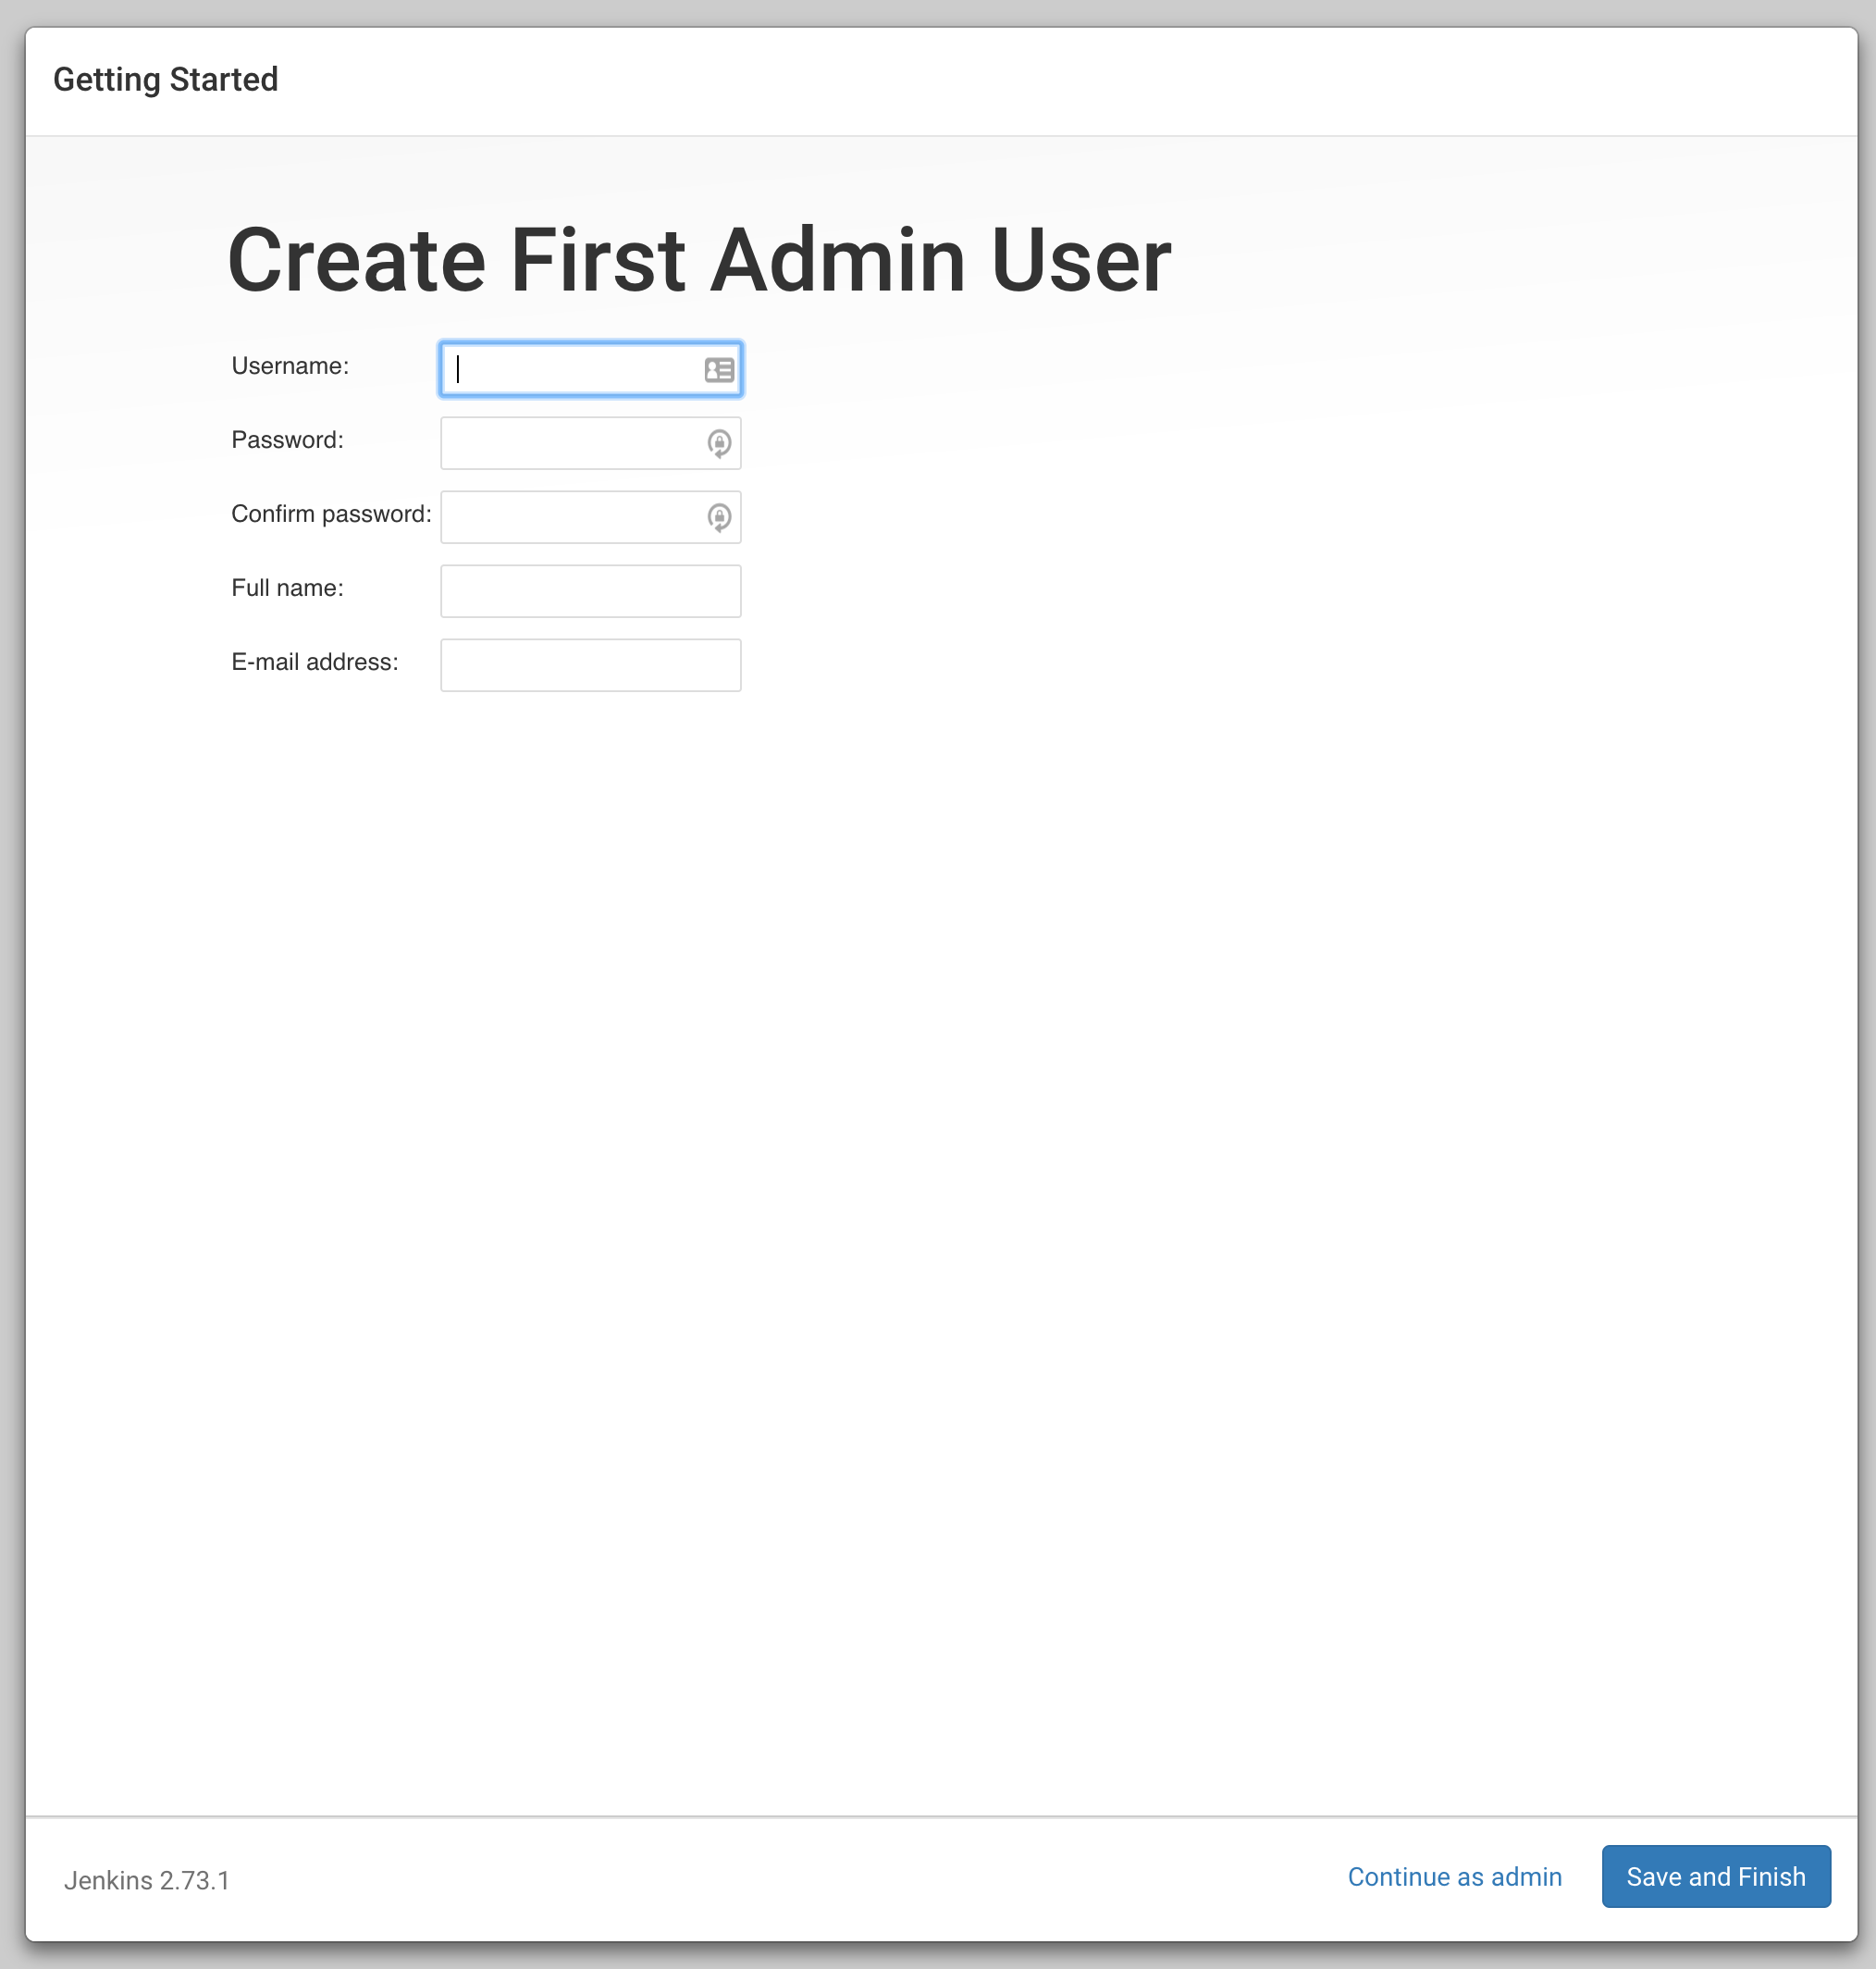 Getting Started
Create First Admin User
Username:
Password:
Confirm password:
Full name:
E-mail address:
Jenkins 2.73.1
Continue as admin
Save and Finish